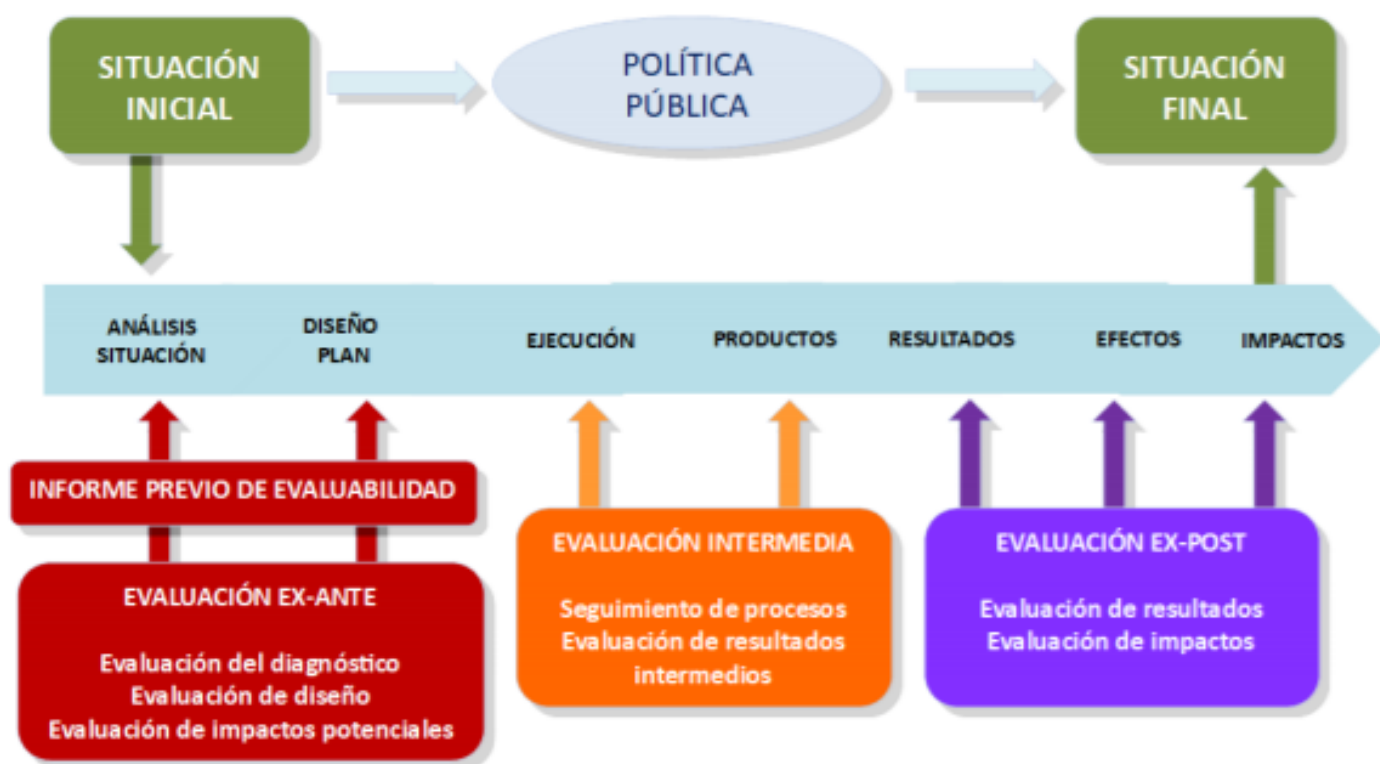 SITUACIÓN
INICIAL
POLÍTICA
PÚBLICA
SITUACIÓN
FINAL
ANÁLISIS
SITUACIÓN
DISEÑO
PLAN
EJECUCIÓN
PRODUCTOS
RESULTADOS
EFECTOS
IMPACTOS
INFORME PREVIO DE EVALUABILIDAD
EVALUACIÓN EX-ANTE
Evaluación del diagnóstico
Evaluación de diseño
Evaluación de impactos potenciales
EVALUACIÓN INTERMEDIA
Seguimiento de procesos
Evaluación de resultados
intermedios
EVALUACIÓN EX-POST
Evaluación de resultados
Evaluación de impactos